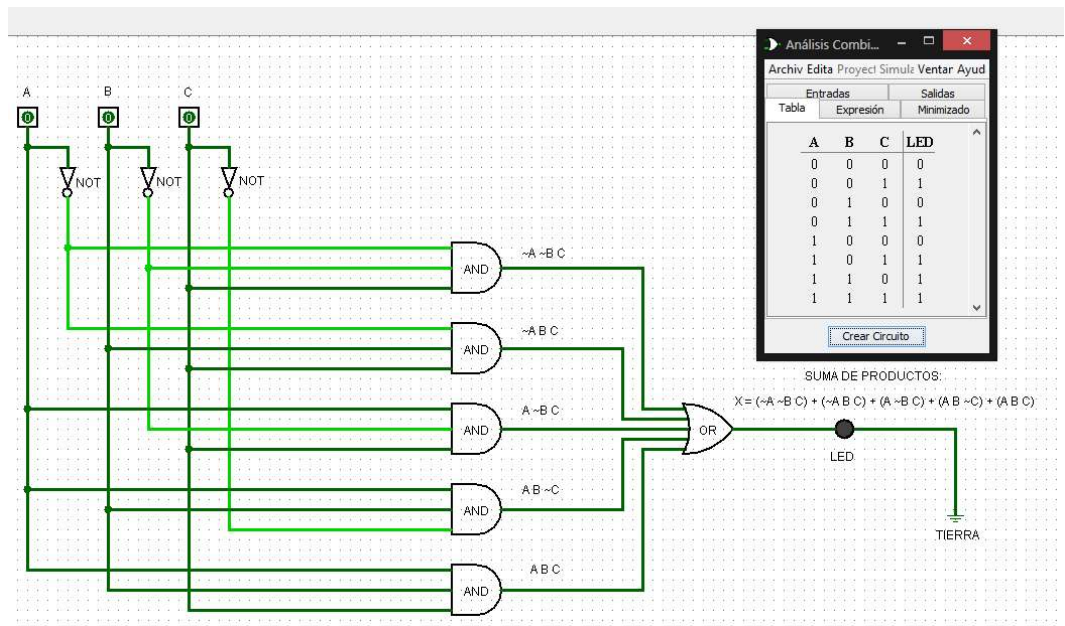 Análisis Combi...
Archiv Edita Proyect Simula Ventar Ayud
Entradas Salidas
Tabla Expresión Minimizado
A B C LED
0 0 0 0
0 0 1 1
0 1 0 0
0 1 1 1
1 0 0 0
1 0 1 1
1 1 0 1
1 1 1 1
Crear Circuito
A B C
0 0 0
NOT NOT NOT
AND ~A ~B C
AND ~A B C
AND A ~B C
AND A B ~C
AND A B C
SUMA DE PRODUCTOS:
X = (~A ~B C) + (~A B C) + (A ~B C) + (A B ~C) + (A B C)
OR
LED
TIERRA